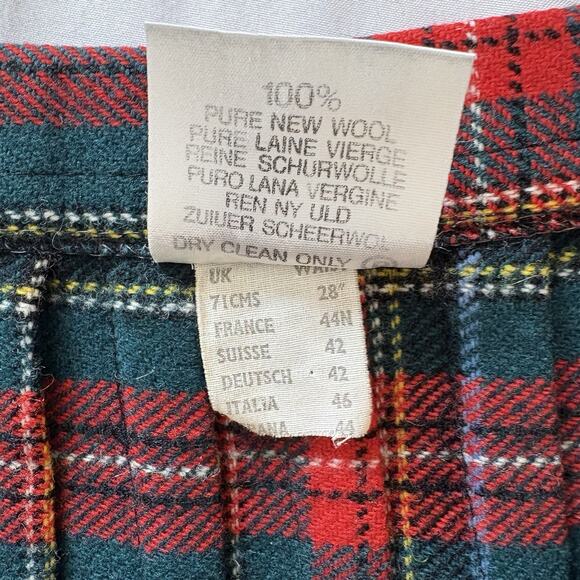 100%
PURE NEW WOOL
PURE LAINE VIERGE
REINE SCHURWOLLE
PURO LANA VERGINE
REN NY ULD
ZUIUER SCHEERWOL
DRY CLEAN ONLY Ⓟ
UK WAIST
71CMS 28"
FRANCE 44N
SUISSE 42
DEUTSCH 42
ITALIA 46
44